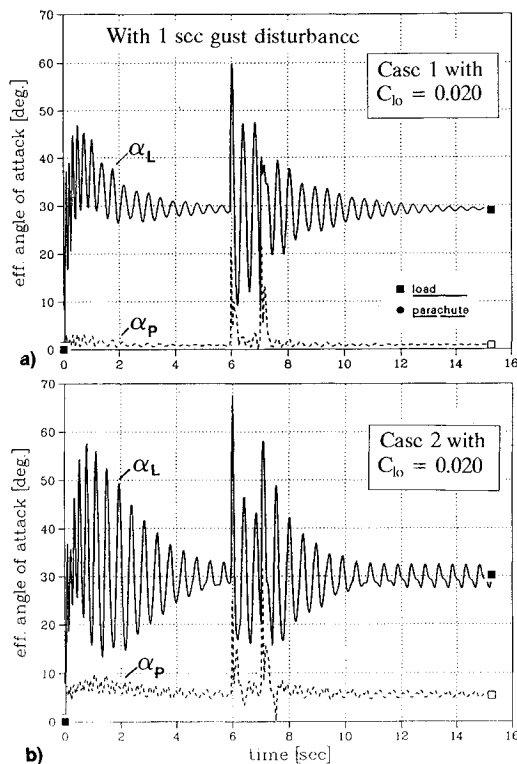 70
60
50
40
30
20
10
0
eff. angle of attack [deg.]
With 1 sec gust disturbance
Case 1 with
C_lo = 0.020
α_L
α_P
load
parachute
0 2 4 6 8 10 12 14 16
a)
70
60
50
40
30
20
10
0
eff. angle of attack [deg.]
Case 2 with
C_lo = 0.020
α_L
α_P
0 2 4 6 8 10 12 14 16
time [sec]
b)